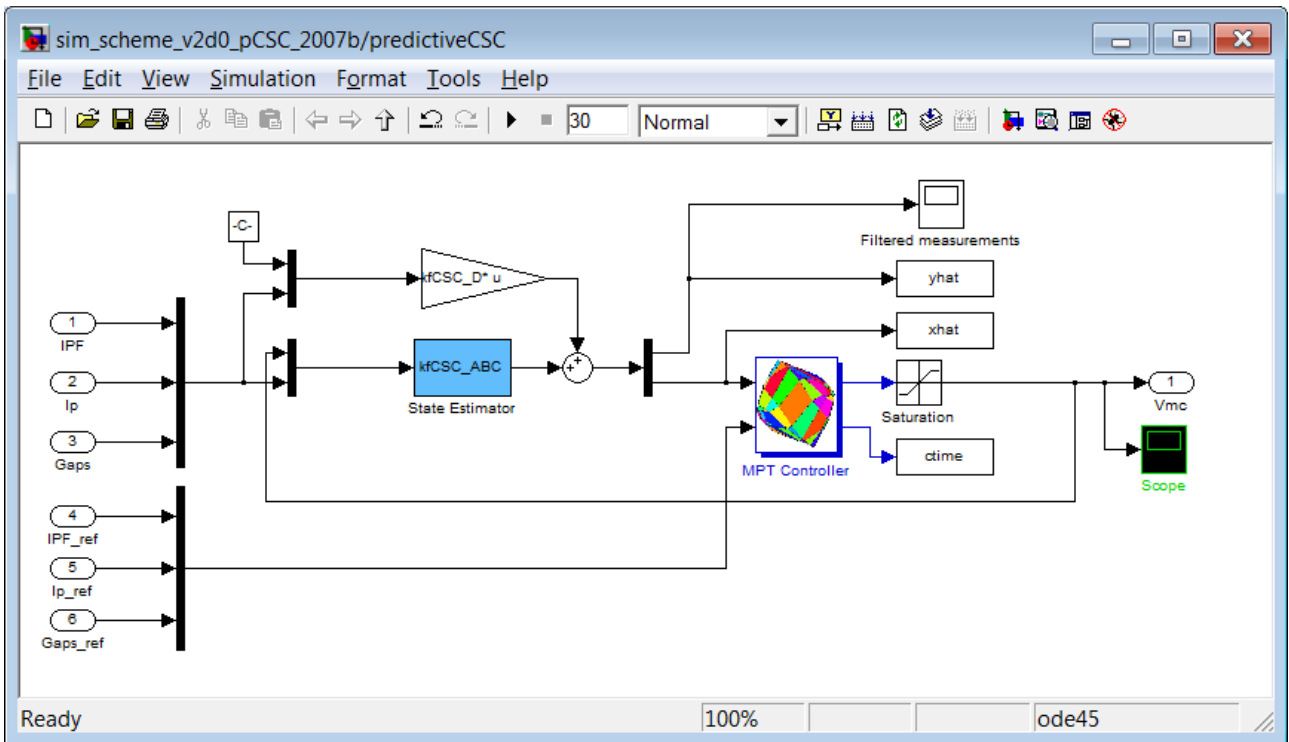 sim_scheme_v2d0_pCSC_2007b/predictiveCSC
File Edit View Simulation Format Tools Help
30 Normal
-C-
Filtered measurements
kfCSC_D* u
yhat
1
IPF
xhat
kfCSC_ABC
State Estimator
2
Ip
Saturation
1
Vmc
3
Gaps
MPT Controller
ctime
Scope
4
IPF_ref
5
Ip_ref
6
Gaps_ref
Ready 100% ode45